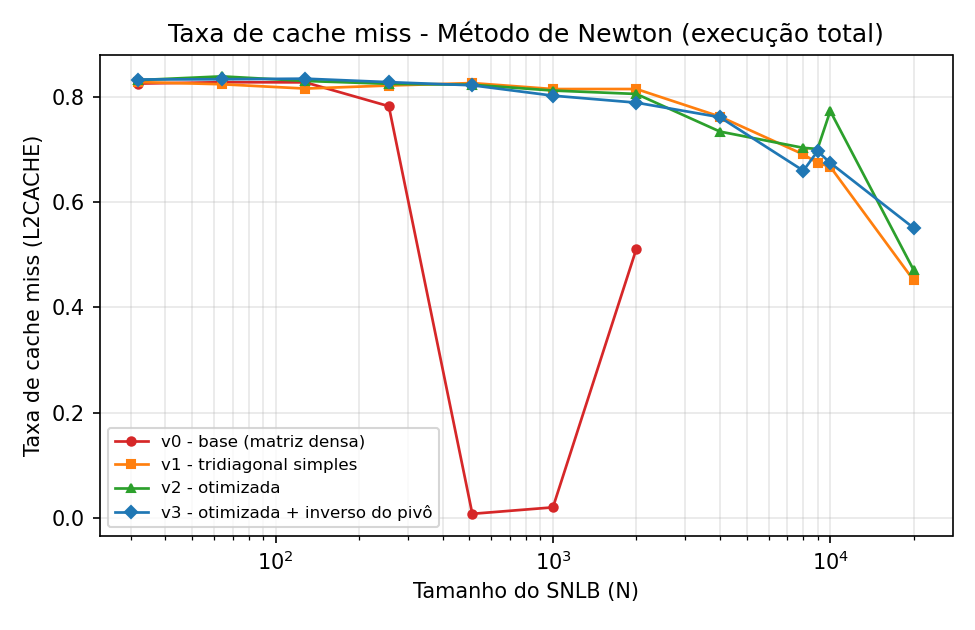 Taxa de cache miss - Método de Newton (execução total)
Taxa de cache miss (L2CACHE)
0.8
0.6
0.4
0.2
0.0
v0 - base (matriz densa)
v1 - tridiagonal simples
v2 - otimizada
v3 - otimizada + inverso do pivô
10² 10³ 10⁴
Tamanho do SNLB (N)